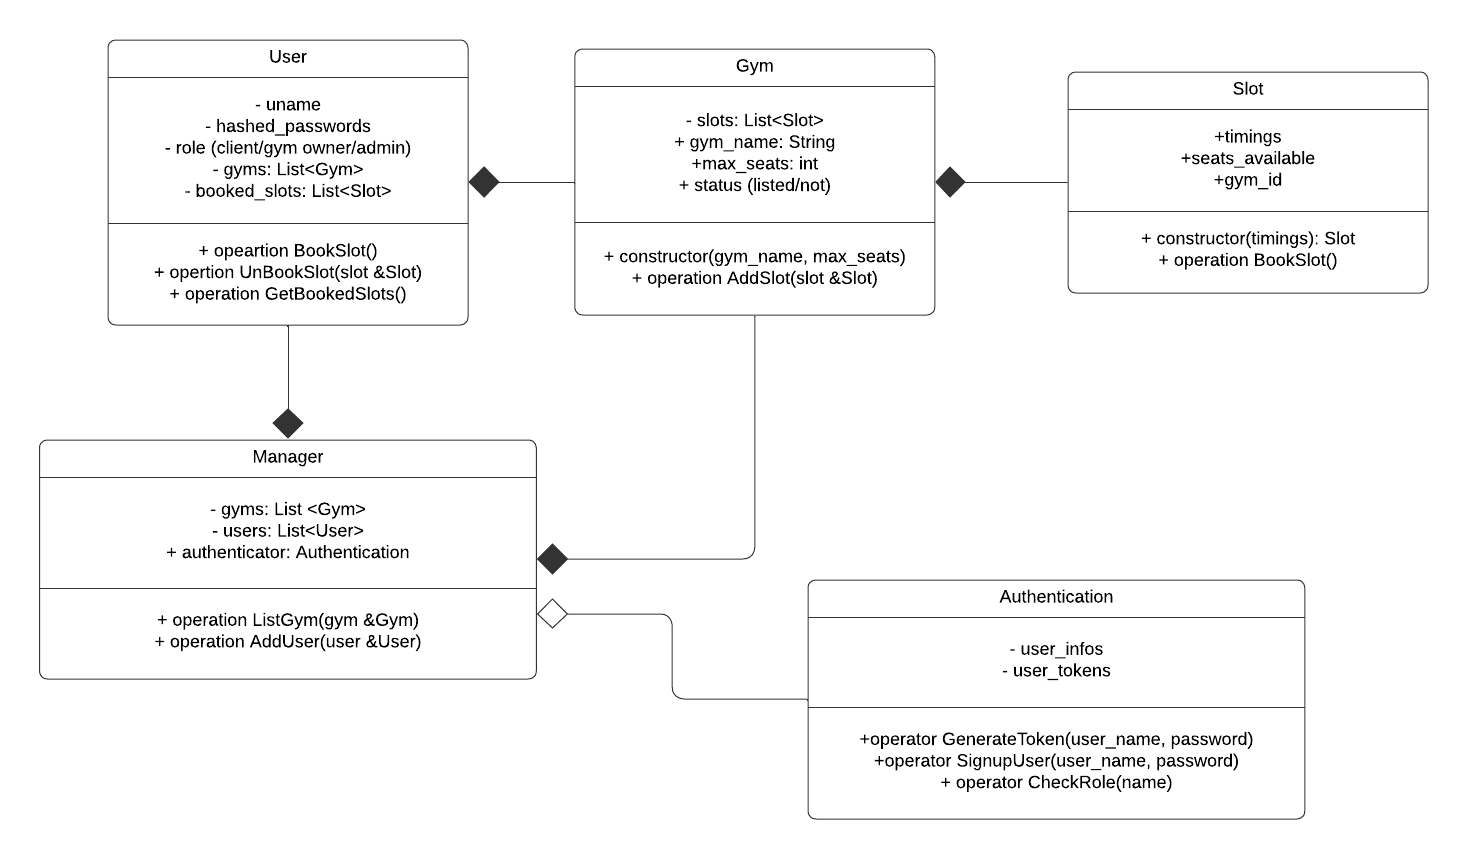 User
- uname
- hashed_passwords
- role (client/gym owner/admin)
- gyms: List<Gym>
- booked_slots: List<Slot>
+ opeartion BookSlot()
+ opertion UnBookSlot(slot &Slot)
+ operation GetBookedSlots()
Gym
- slots: List<Slot>
+ gym_name: String
+max_seats: int
+ status (listed/not)
+ constructor(gym_name, max_seats)
+ operation AddSlot(slot &Slot)
Slot
+timings
+seats_available
+gym_id
+ constructor(timings): Slot
+ operation BookSlot()
Manager
- gyms: List <Gym>
- users: List<User>
+ authenticator: Authentication
+ operation ListGym(gym &Gym)
+ operation AddUser(user &User)
Authentication
- user_infos
- user_tokens
+operator GenerateToken(user_name, password)
+operator SignupUser(user_name, password)
+ operator CheckRole(name)